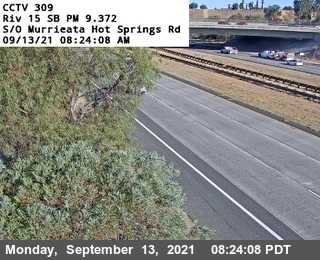 CCTV 309
Riv 15 SB PM 9.372
S/O Murrieata Hot Springs Rd
09/13/21 08:24:08 AM
Monday, September 13, 2021 08:24:08 PDT